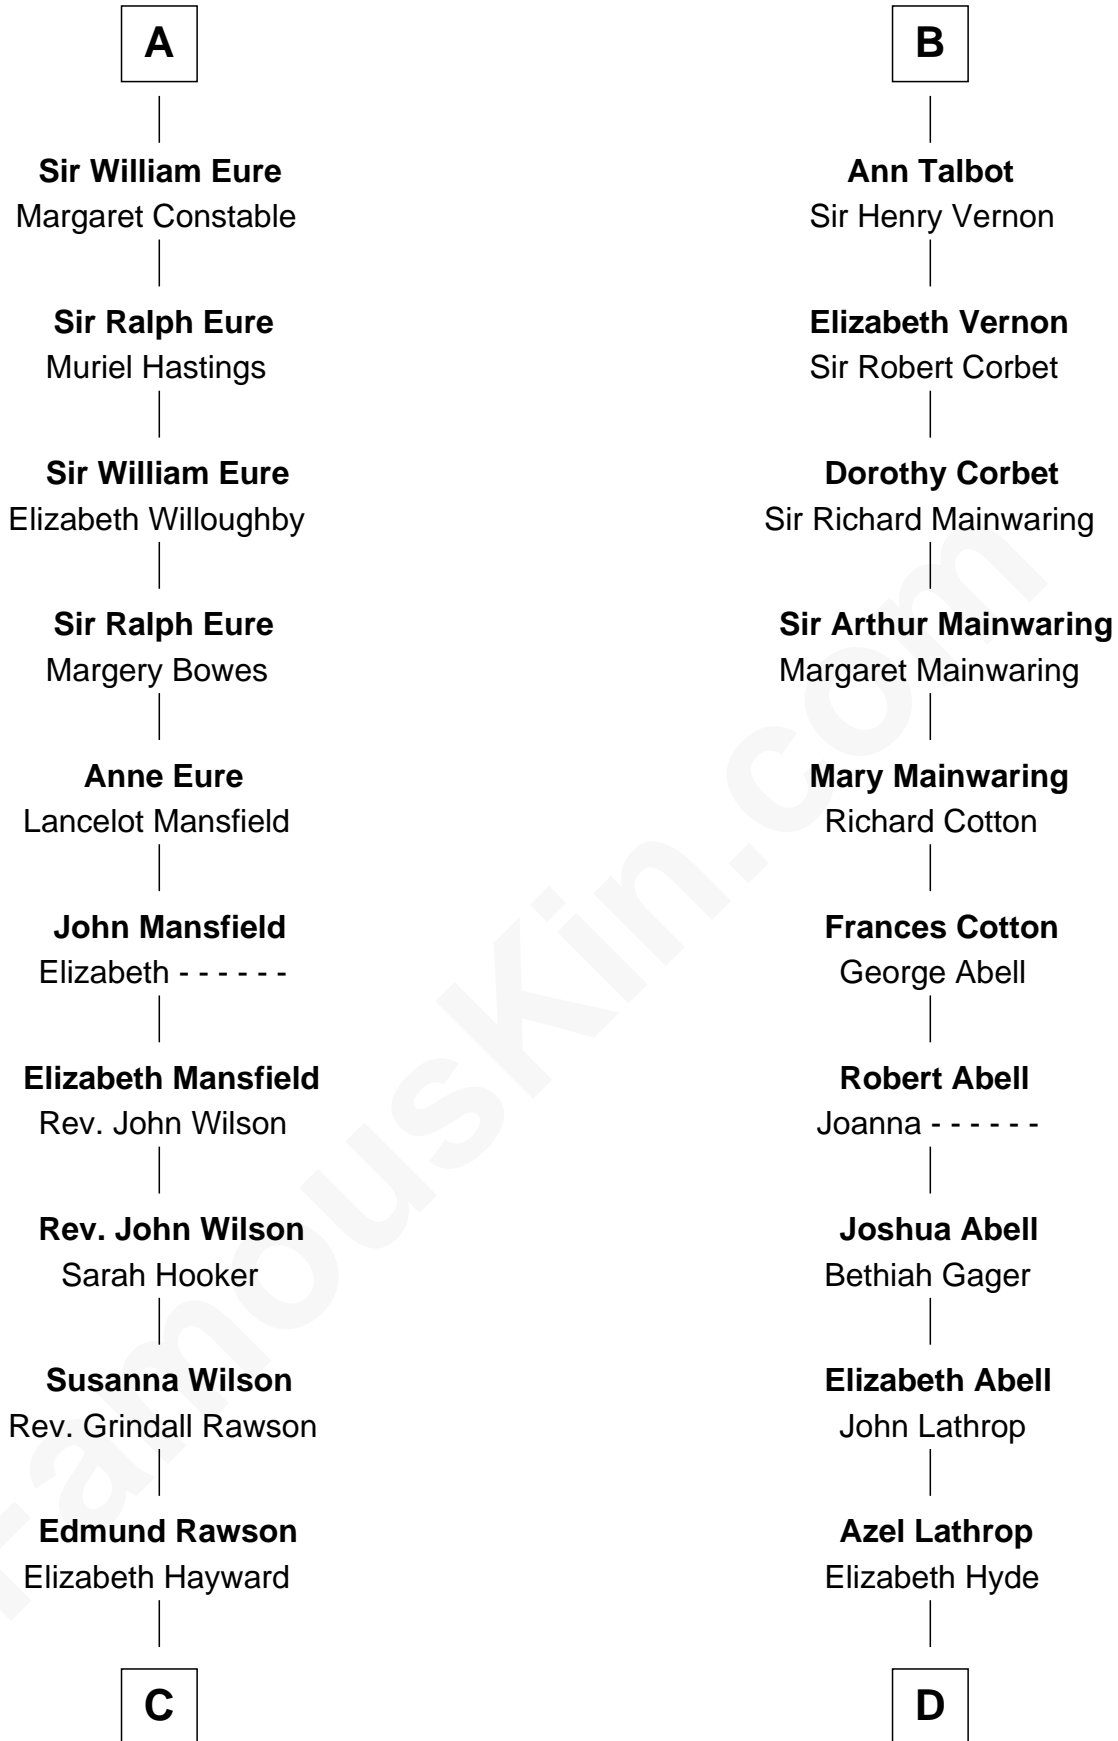 A
Sir William Eure
Margaret Constable
Sir Ralph Eure
Muriel Hastings
Sir William Eure
Elizabeth Willoughby
Sir Ralph Eure
Margery Bowes
Anne Eure
Lancelot Mansfield
John Mansfield
Elizabeth - - - - - -
Elizabeth Mansfield
Rev. John Wilson
Rev. John Wilson
Sarah Hooker
Susanna Wilson
Rev. Grindall Rawson
Edmund Rawson
Elizabeth Hayward
C
B
Ann Talbot
Sir Henry Vernon
Elizabeth Vernon
Sir Robert Corbet
Dorothy Corbet
Sir Richard Mainwaring
Sir Arthur Mainwaring
Margaret Mainwaring
Mary Mainwaring
Richard Cotton
Frances Cotton
George Abell
Robert Abell
Joanna - - - - - -
Joshua Abell
Bethiah Gager
Elizabeth Abell
John Lathrop
Azel Lathrop
Elizabeth Hyde
D
FamousKin.com